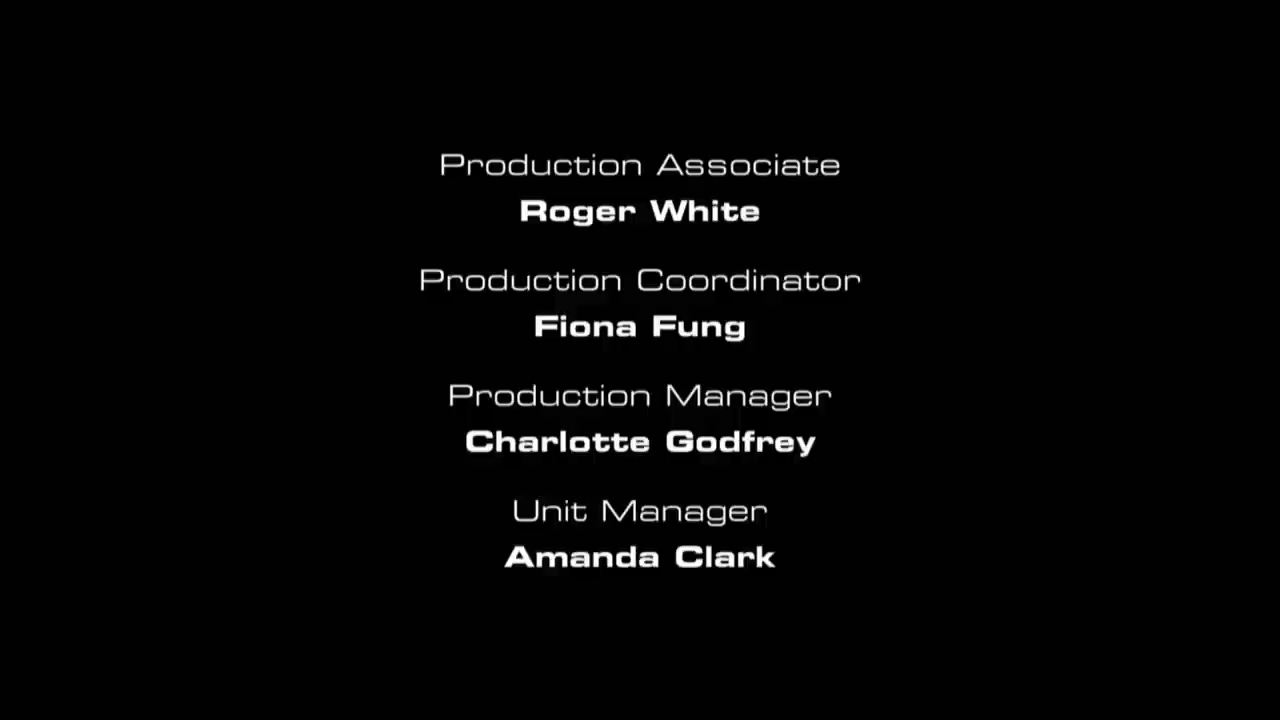 Production Associate
Roger White
Production Coordinator
Fiona Fung
Production Manager
Charlotte Godfrey
Unit Manager
Amanda Clark